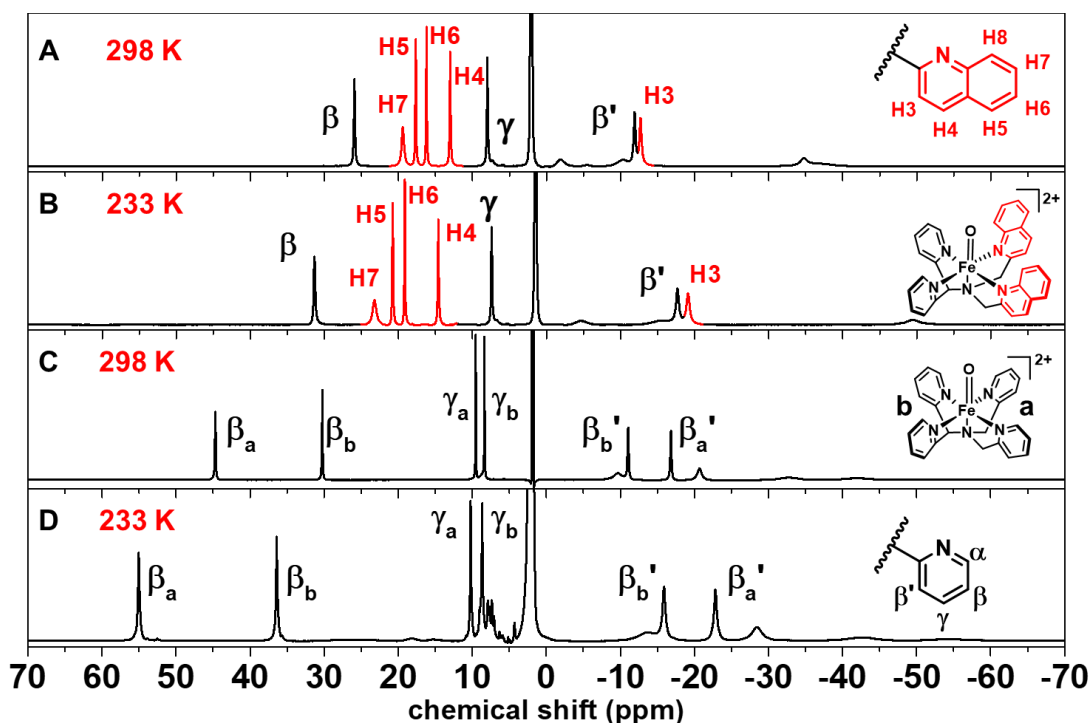 A 298 K
β
H7
H5
H6
H4
γ
β'
H3
N
H8
H7
H3
H6
H4
H5
B 233 K
β
H7
H5
H6
H4
γ
β'
H3
2+
O
N
N
Fe
N
N
N
C 298 K
βa
βb
γa
γb
βb'
βa'
2+
O
b
N
N
Fe
a
N
N
N
D 233 K
βa
βb
γa
γb
βb'
βa'
N
α
β'
β
γ
70 60 50 40 30 20 10 0 -10 -20 -30 -40 -50 -60 -70
chemical shift (ppm)